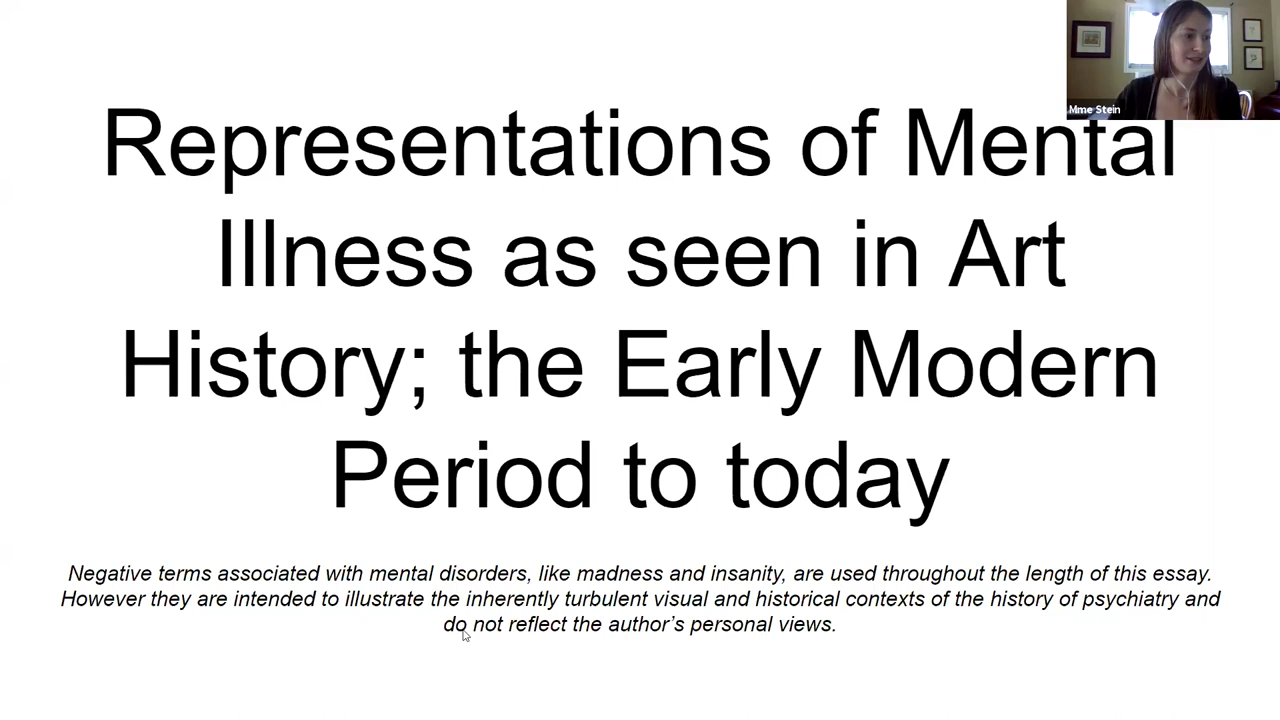 Mme Stein
Representations of Mental
Illness as seen in Art
History; the Early Modern
Period to today
Negative terms associated with mental disorders, like madness and insanity, are used throughout the length of this essay.
However they are intended to illustrate the inherently turbulent visual and historical contexts of the history of psychiatry and
do not reflect the author’s personal views.